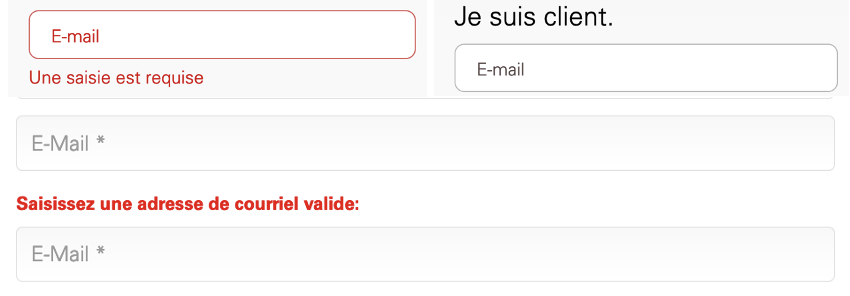 E-mail
Une saisie est requise
Je suis client.
E-mail
E-Mail *
Saisissez une adresse de courriel valide:
E-Mail *